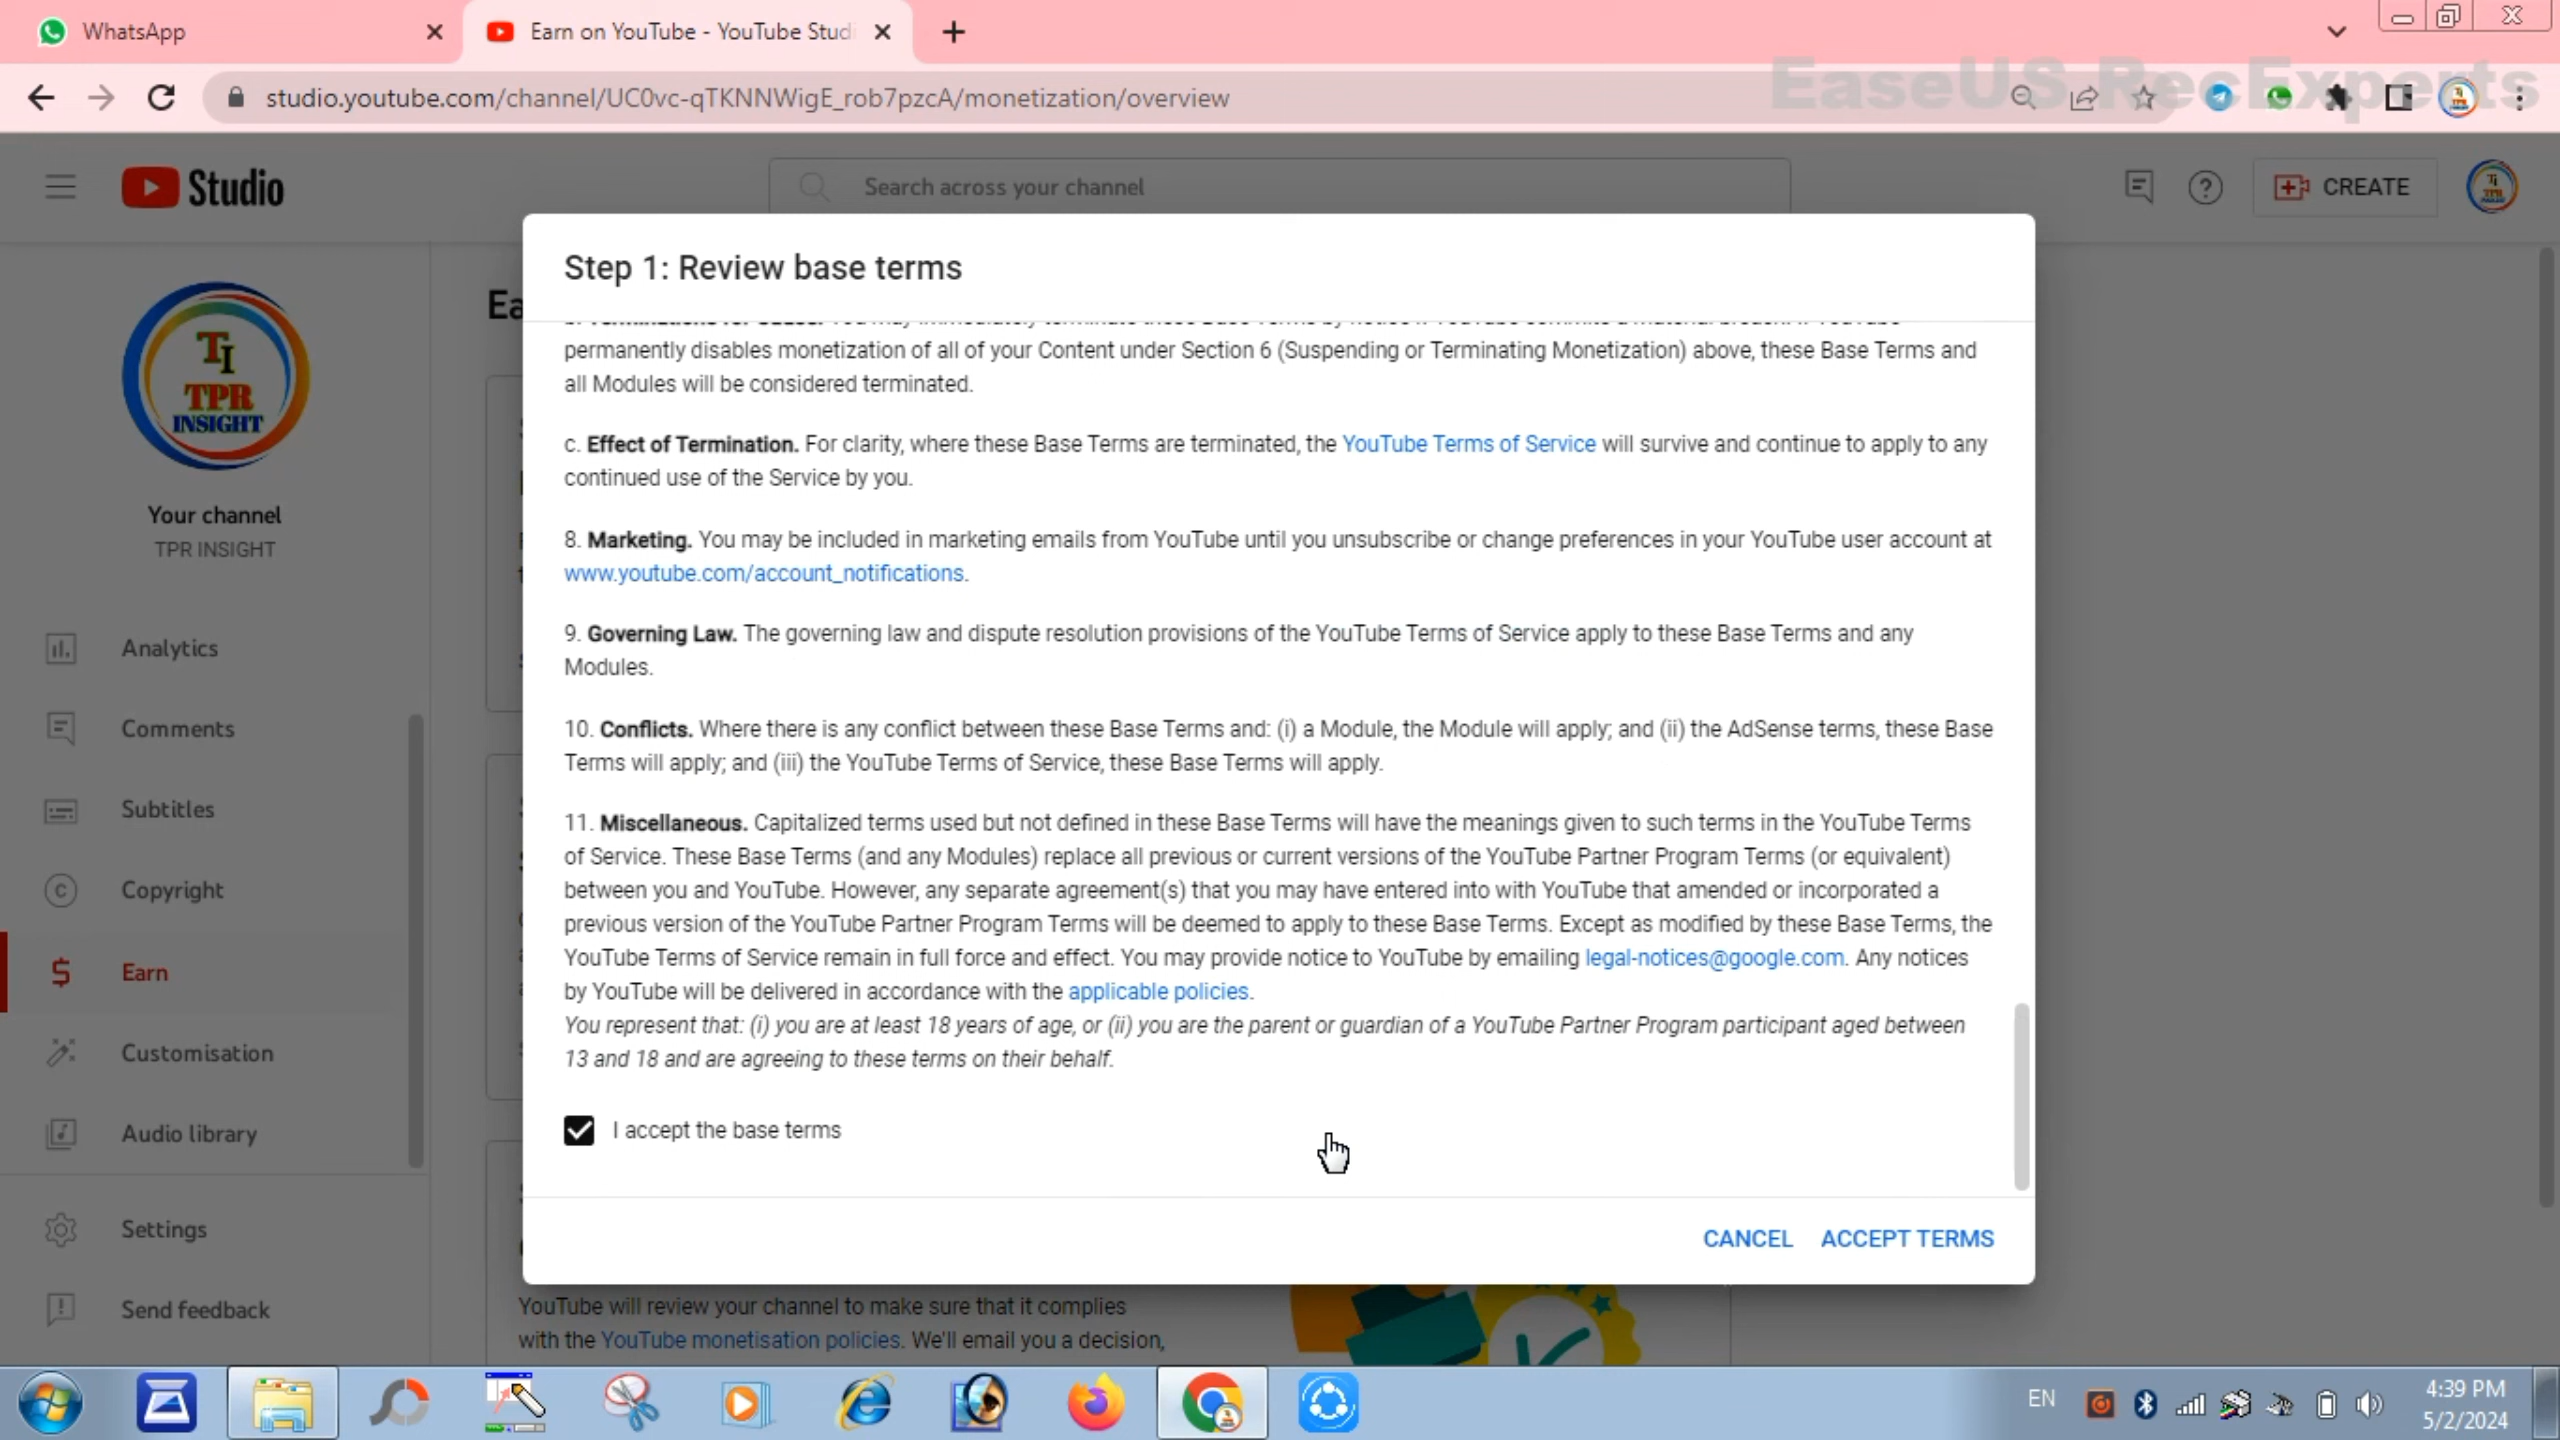 WhatsApp
Earn on YouTube - YouTube Stud
studio.youtube.com/channel/UC0vc-qTKNNWigE_rob7pzcA/monetization/overview
EaseUS RecExperts
Studio
Search across your channel
CREATE
TI
TPR
INSIGHT
Your channel
TPR INSIGHT
Analytics
Comments
Subtitles
Copyright
Earn
Customisation
Audio library
Settings
Send feedback
Ea
Step 1: Review base terms
permanently disables monetization of all of your Content under Section 6 (Suspending or Terminating Monetization) above, these Base Terms and
all Modules will be considered terminated.
c. Effect of Termination. For clarity, where these Base Terms are terminated, the YouTube Terms of Service will survive and continue to apply to any
continued use of the Service by you.
8. Marketing. You may be included in marketing emails from YouTube until you unsubscribe or change preferences in your YouTube user account at
www.youtube.com/account_notifications.
9. Governing Law. The governing law and dispute resolution provisions of the YouTube Terms of Service apply to these Base Terms and any
Modules.
10. Conflicts. Where there is any conflict between these Base Terms and: (i) a Module, the Module will apply; and (ii) the AdSense terms, these Base
Terms will apply; and (iii) the YouTube Terms of Service, these Base Terms will apply.
11. Miscellaneous. Capitalized terms used but not defined in these Base Terms will have the meanings given to such terms in the YouTube Terms
of Service. These Base Terms (and any Modules) replace all previous or current versions of the YouTube Partner Program Terms (or equivalent)
between you and YouTube. However, any separate agreement(s) that you may have entered into with YouTube that amended or incorporated a
previous version of the YouTube Partner Program Terms will be deemed to apply to these Base Terms. Except as modified by these Base Terms, the
YouTube Terms of Service remain in full force and effect. You may provide notice to YouTube by emailing legal-notices@google.com. Any notices
by YouTube will be delivered in accordance with the applicable policies.
You represent that: (i) you are at least 18 years of age, or (ii) you are the parent or guardian of a YouTube Partner Program participant aged between
13 and 18 and are agreeing to these terms on their behalf.
I accept the base terms
CANCEL ACCEPT TERMS
YouTube will review your channel to make sure that it complies
with the YouTube monetisation policies. We'll email you a decision,
EN
4:39 PM
5/2/2024